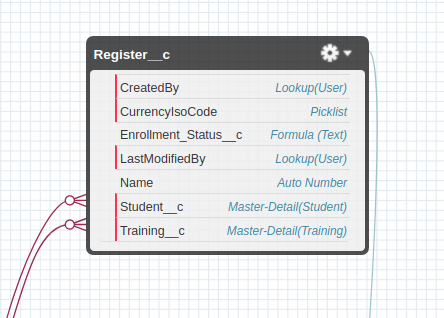 Register__c
CreatedBy Lookup(User)
CurrencyIsoCode Picklist
Enrollment_Status__c Formula (Text)
LastModifiedBy Lookup(User)
Name Auto Number
Student__c Master-Detail(Student)
Training__c Master-Detail(Training)